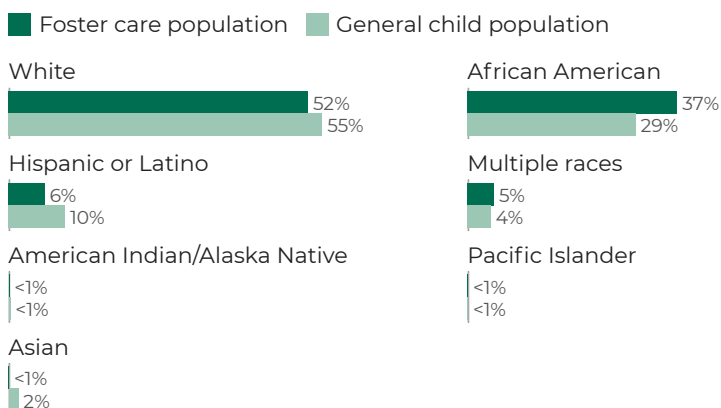 Foster care population General child population
White
52%
55%
African American
37%
29%
Hispanic or Latino
6%
10%
Multiple races
5%
4%
American Indian/Alaska Native
<1%
<1%
Pacific Islander
<1%
<1%
Asian
<1%
2%